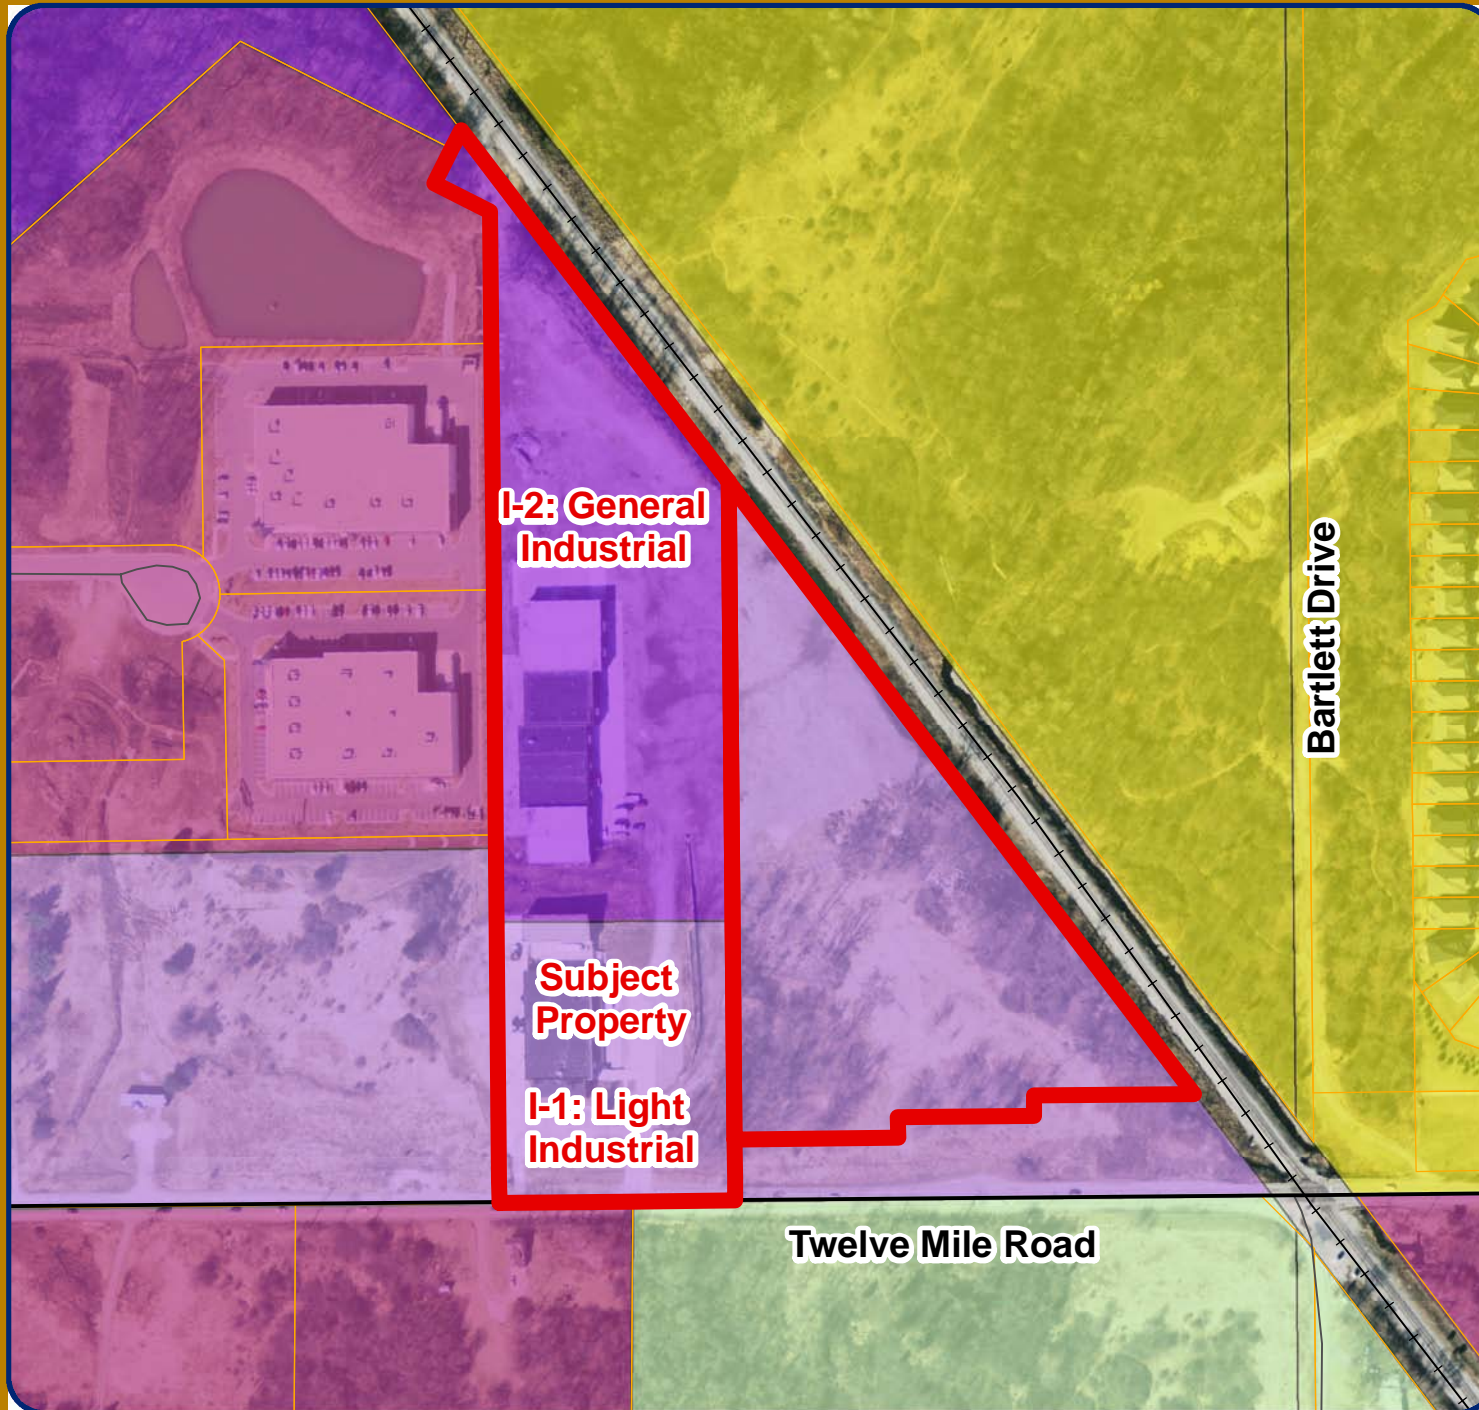 I-2: General
Industrial
Bartlett Drive
Subject
Property
I-1: Light
Industrial
Twelve Mile Road